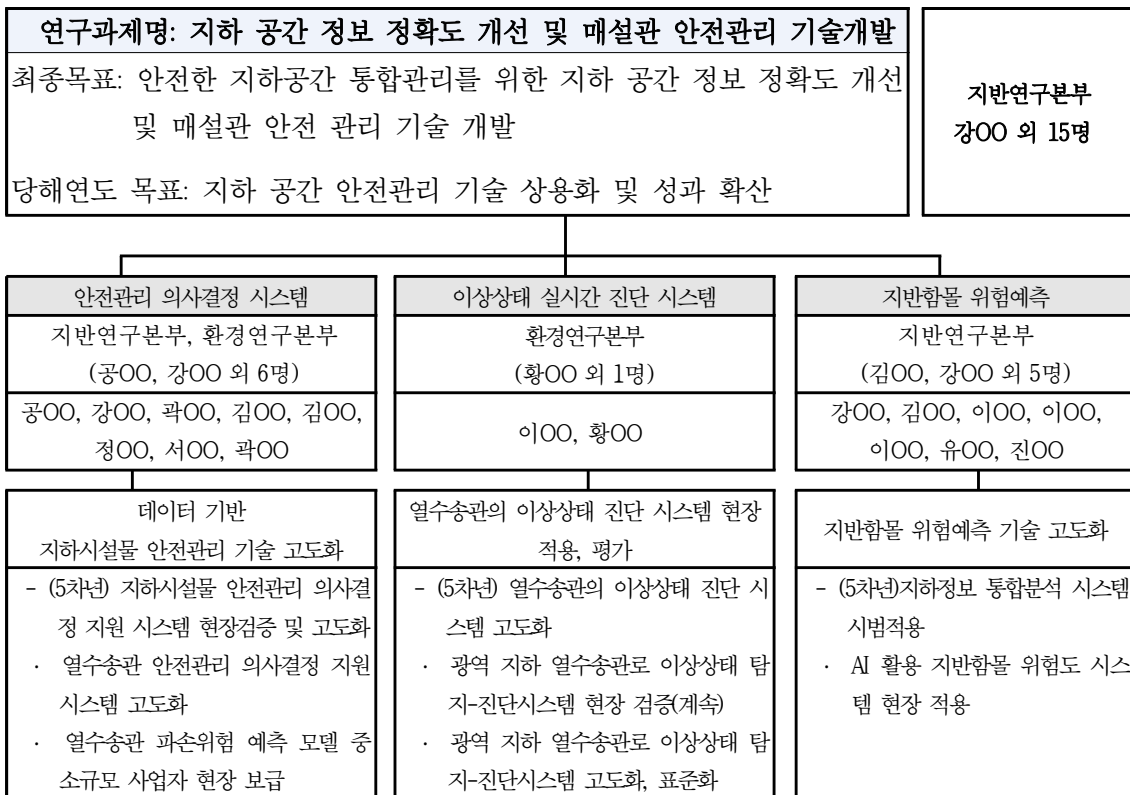 연구과제명: 지하 공간 정보 정확도 개선 및 매설관 안전관리 기술개발
최종목표: 안전한 지하공간 통합관리를 위한 지하 공간 정보 정확도 개선
및 매설관 안전 관리 기술 개발
당해연도 목표: 지하 공간 안전관리 기술 상용화 및 성과 확산
지반연구본부
강OO 외 15명
안전관리 의사결정 시스템
지반연구본부, 환경연구본부
(공OO, 강OO 외 6명)
공OO, 강OO, 곽OO, 김OO, 김OO,
정OO, 서OO, 곽OO
데이터 기반
지하시설물 안전관리 기술 고도화
- (5차년) 지하시설물 안전관리 의사결
정 지원 시스템 현장검증 및 고도화
· 열수송관 안전관리 의사결정 지원
시스템 고도화
· 열수송관 파손위험 예측 모델 중
소규모 사업자 현장 보급
이상상태 실시간 진단 시스템
환경연구본부
(황OO 외 1명)
이OO, 황OO
열수송관의 이상상태 진단 시스템 현장
적용, 평가
- (5차년) 열수송관의 이상상태 진단 시
스템 고도화
· 광역 지하 열수송관로 이상상태 탐
지-진단시스템 현장 검증(계속)
· 광역 지하 열수송관로 이상상태 탐
지-진단시스템 고도화, 표준화
지반함몰 위험예측
지반연구본부
(김OO, 강OO 외 5명)
강OO, 김OO, 이OO, 이OO,
이OO, 유OO, 진OO
지반함몰 위험예측 기술 고도화
- (5차년)지하정보 통합분석 시스템
시범적용
· AI 활용 지반함몰 위험도 시스
템 현장 적용